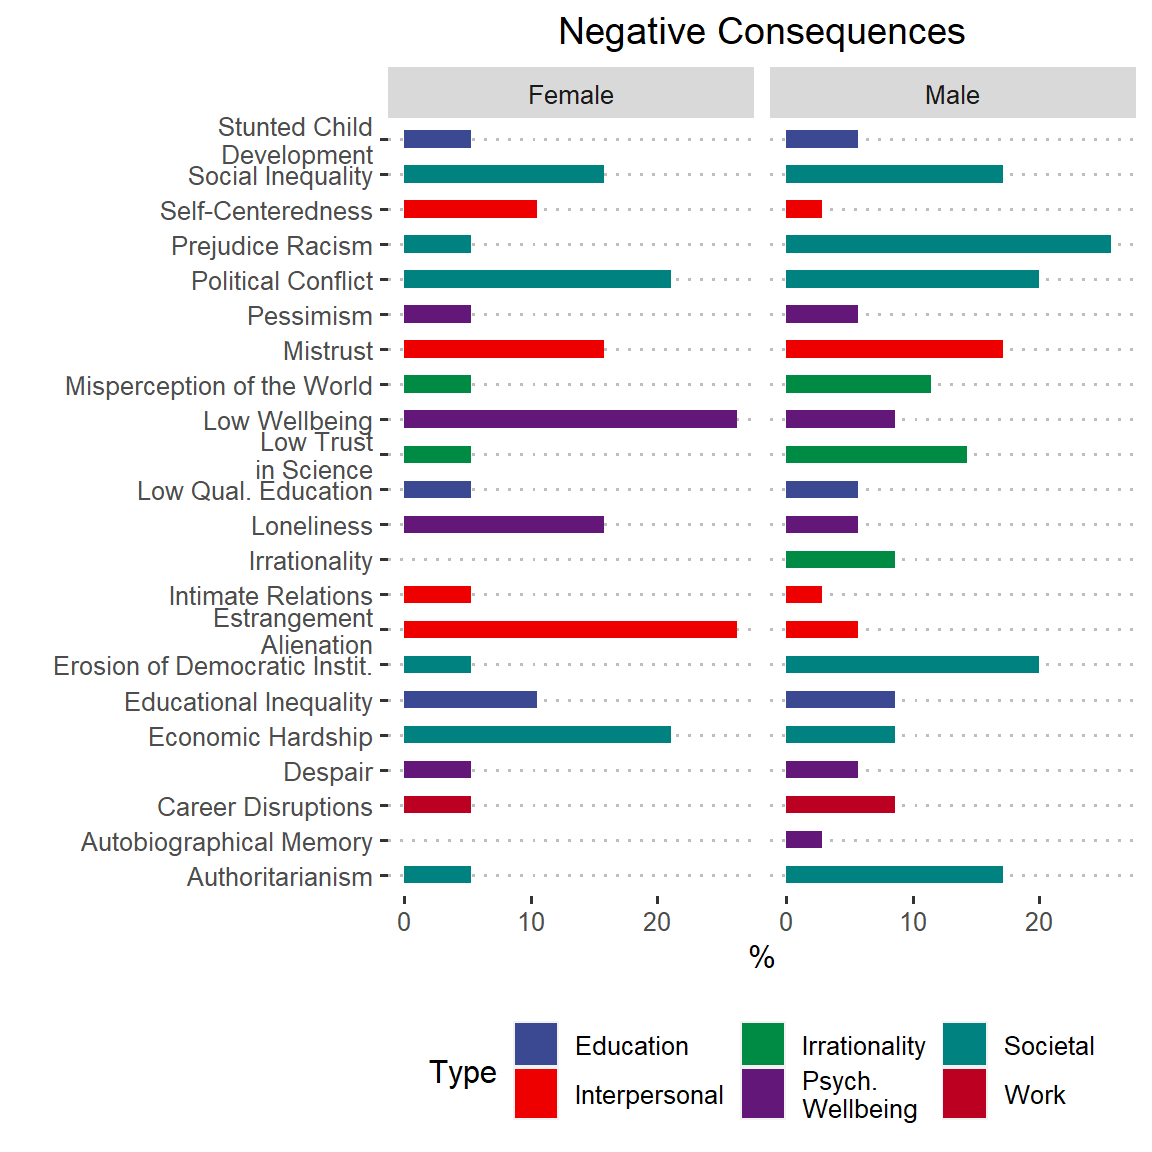 Negative Consequences
Female
Male
Stunted Child
Development
Social Inequality
Self-Centeredness
Prejudice Racism
Political Conflict
Pessimism
Mistrust
Misperception of the World
Low Wellbeing
Low Trust
in Science
Low Qual. Education
Loneliness
Irrationality
Intimate Relations
Estrangement
Alienation
Erosion of Democratic Instit.
Educational Inequality
Economic Hardship
Despair
Career Disruptions
Autobiographical Memory
Authoritarianism
0 10 20
0 10 20
%
Type
Education
Interpersonal
Irrationality
Psych.
Wellbeing
Societal
Work